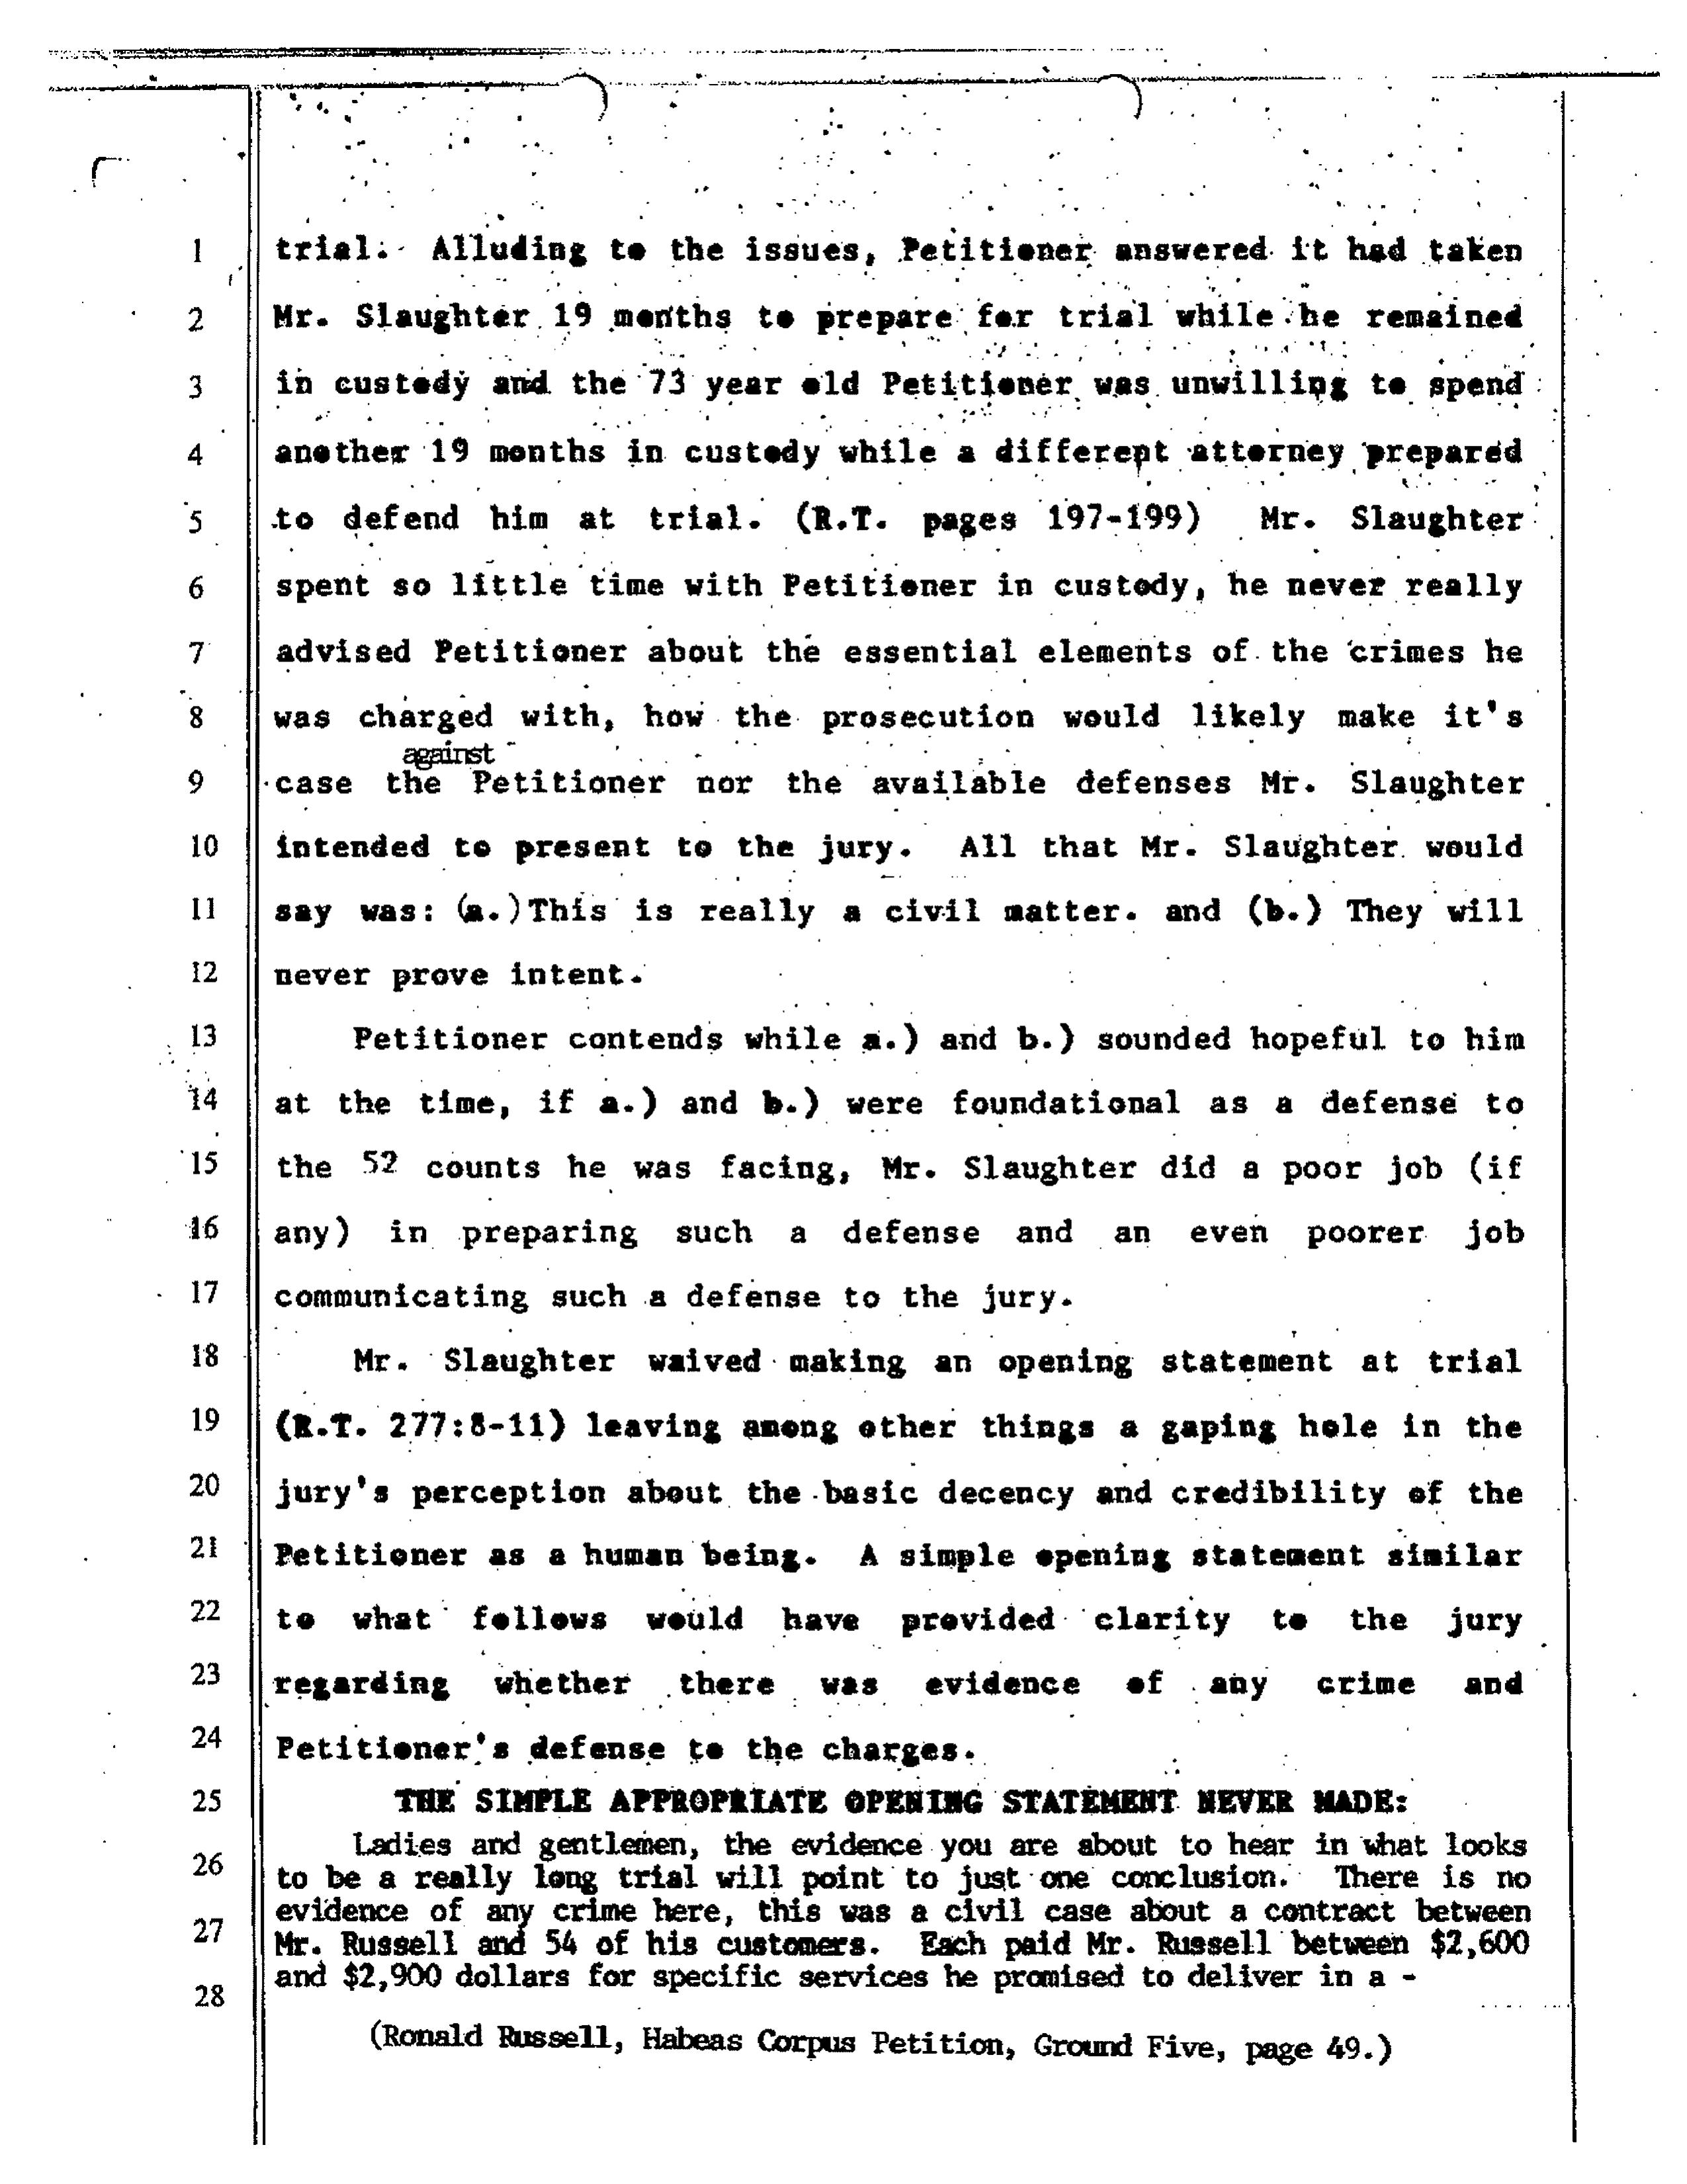 1 trial. Alluding to the issues, Petitioner answered it had taken
2 Mr. Slaughter 19 months to prepare for trial while he remained
3 in custody and the 73 year old Petitioner was unwilling to spend
4 another 19 months in custody while a different attorney prepared
5 to defend him at trial. (R.T. pages 197-199) Mr. Slaughter
6 spent so little time with Petitioner in custody, he never really
7 advised Petitioner about the essential elements of the crimes he
8 was charged with, how the prosecution would likely make it's
against
9 case the Petitioner nor the available defenses Mr. Slaughter
10 intended to present to the jury. All that Mr. Slaughter would
11 say was: (a.) This is really a civil matter. and (b.) They will
12 never prove intent.
13 Petitioner contends while a.) and b.) sounded hopeful to him
14 at the time, if a.) and b.) were foundational as a defense to
15 the 52 counts he was facing, Mr. Slaughter did a poor job (if
16 any) in preparing such a defense and an even poorer job
17 communicating such a defense to the jury.
18 Mr. Slaughter waived making an opening statement at trial
19 (R.T. 277:8-11) leaving among other things a gaping hole in the
20 jury's perception about the basic decency and credibility of the
21 Petitioner as a human being. A simple opening statement similar
22 to what follows would have provided clarity to the jury
23 regarding whether there was evidence of any crime and
24 Petitioner's defense to the charges.
25 THE SIMPLE APPROPRIATE OPENING STATEMENT NEVER MADE:
Ladies and gentlemen, the evidence you are about to hear in what looks
26 to be a really long trial will point to just one conclusion. There is no
evidence of any crime here, this was a civil case about a contract between
27 Mr. Russell and 54 of his customers. Each paid Mr. Russell between $2,600
and $2,900 dollars for specific services he promised to deliver in a -
28
(Ronald Russell, Habeas Corpus Petition, Ground Five, page 49.)